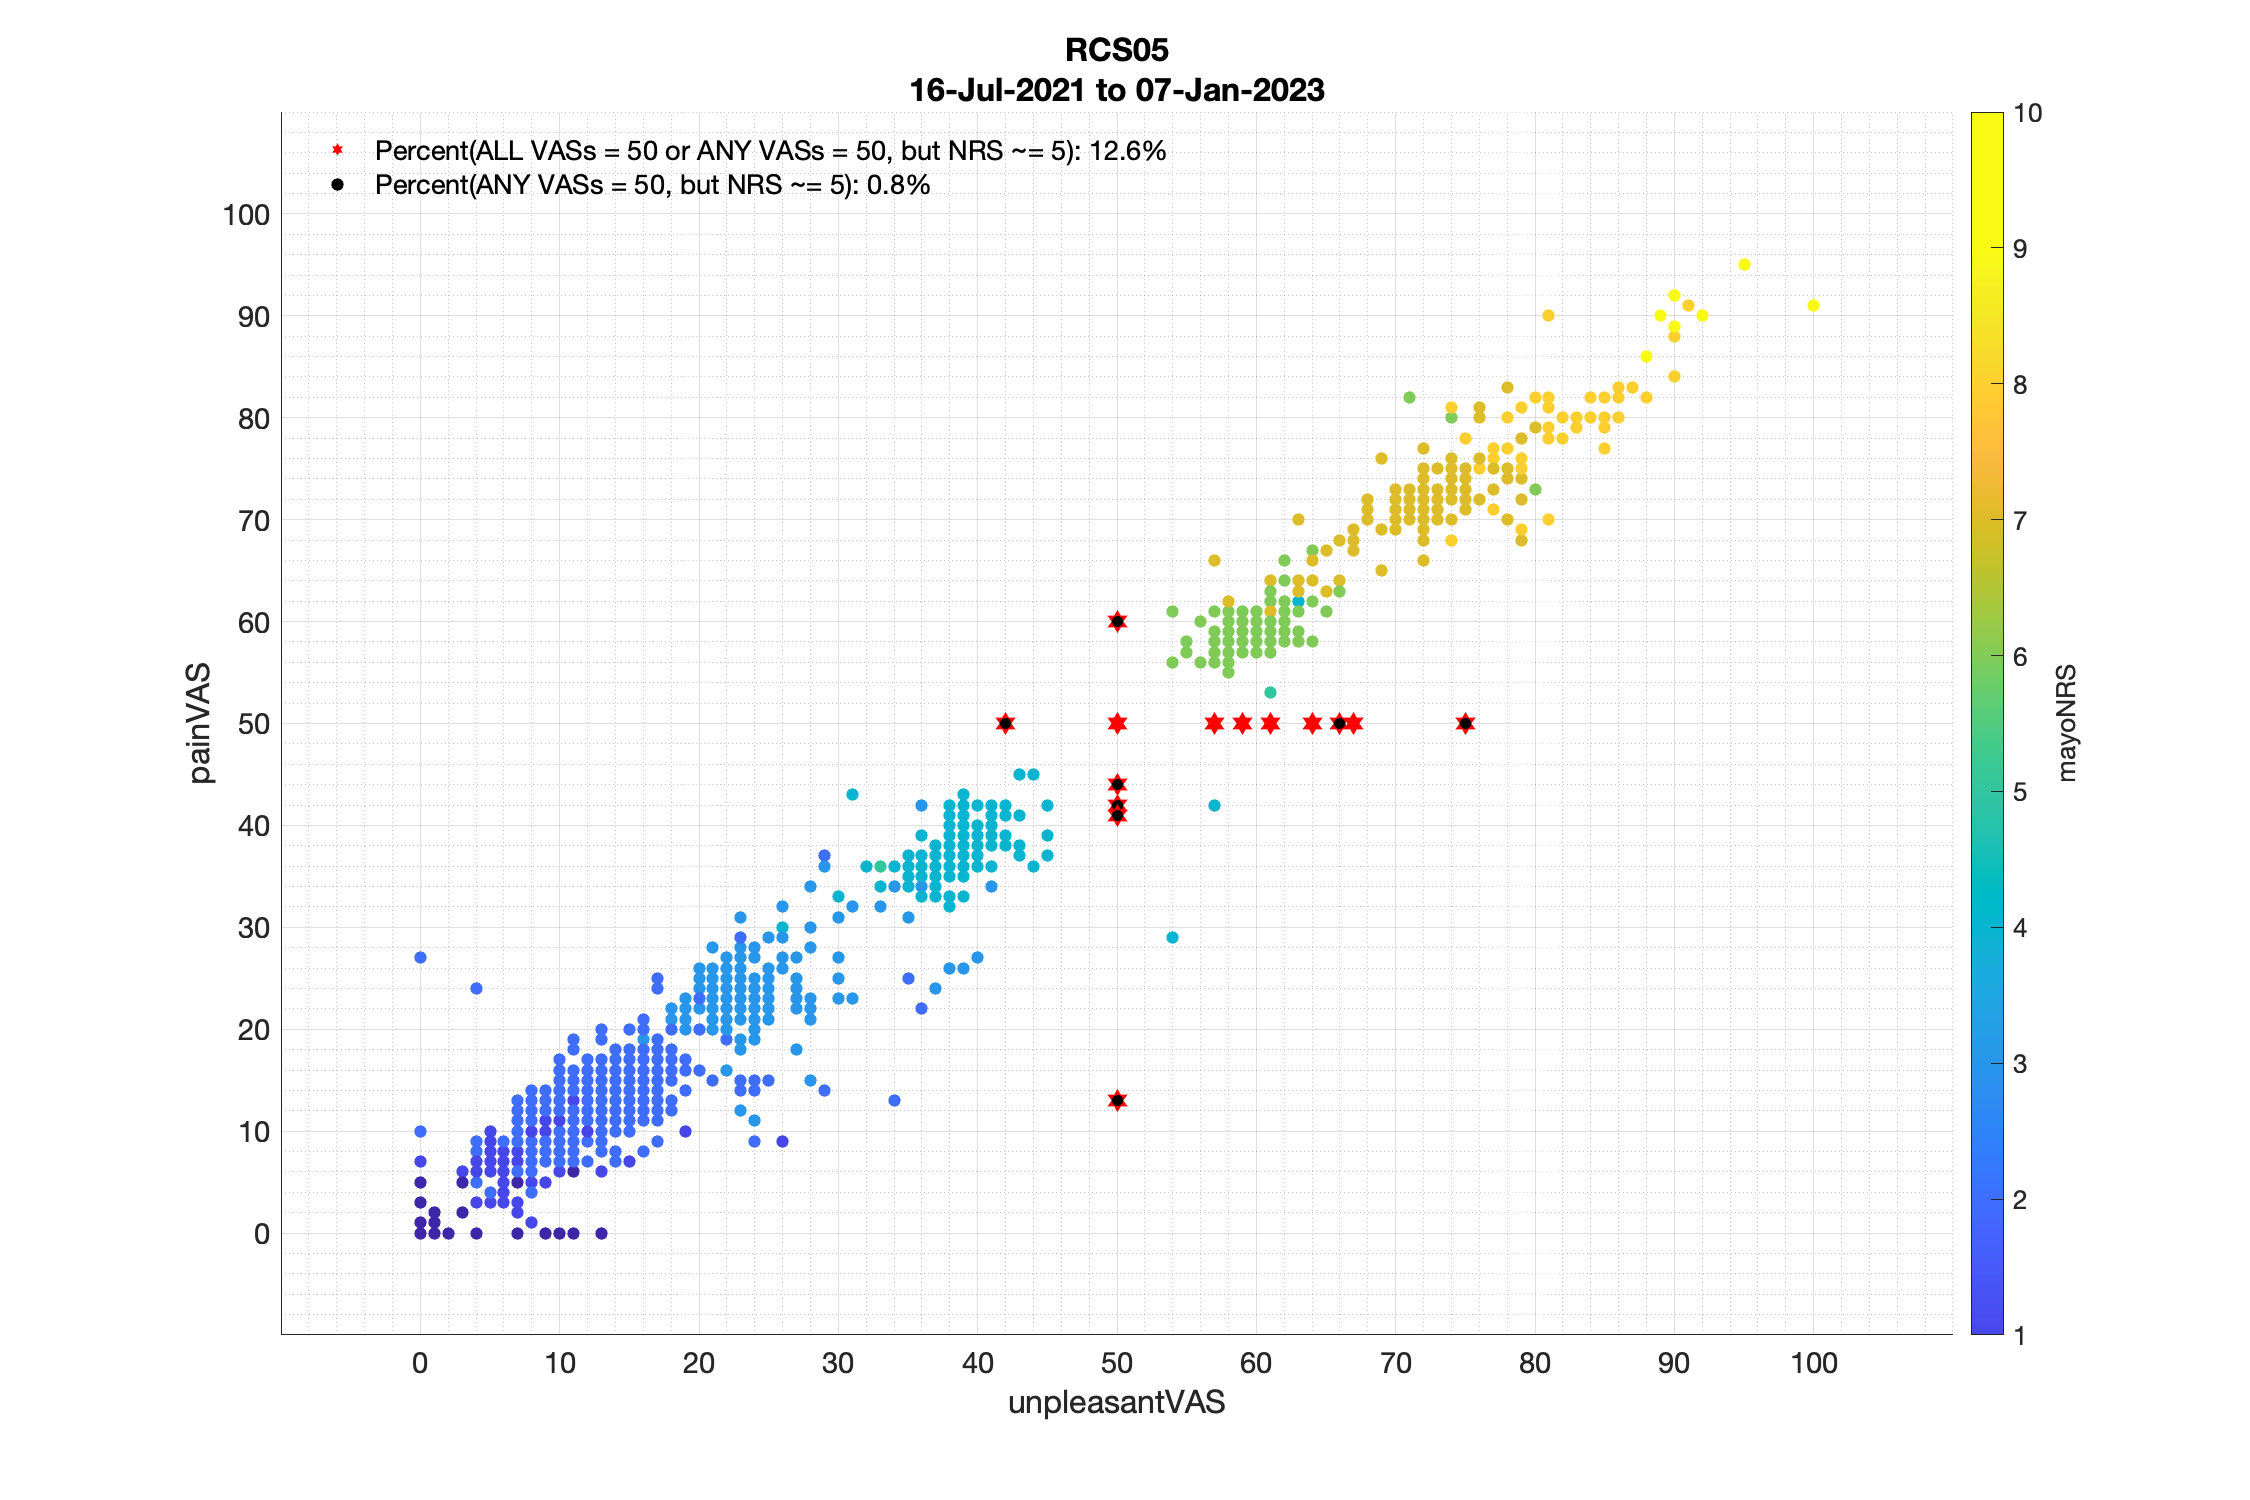 RCS05
16-Jul-2021 to 07-Jan-2023
Percent(ALL VASs = 50 or ANY VASs = 50, but NRS ~= 5): 12.6%
Percent(ANY VASs = 50, but NRS ~= 5): 0.8%
100
90
80
70
60
50
40
30
20
10
0
painVAS
0 10 20 30 40 50 60 70 80 90 100
unpleasantVAS
10
9
8
7
6
5
4
3
2
1
mayoNRS